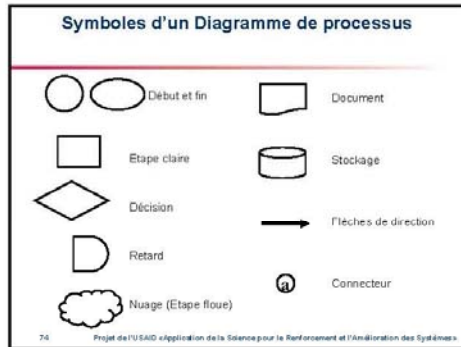 Symboles d'un Diagramme de processus
Début et fin
Etape claire
Décision
Retard
Nuage (Etape floue)
Document
Stockage
Flèches de direction
a
Connecteur
74
Projet de l'USAID «Application de la Science pour le Renforcement et l'Amélioration des Systèmes»